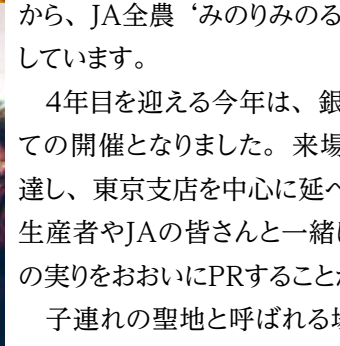 から、JA全農‘みのりみのる
しています。
4年目を迎える今年は、銀
ての開催となりました。来場
達し、東京支店を中心に延べ
生産者やJAの皆さんと一緒に
の実りをおおいにPRすること
子連れの聖地と呼ばれる